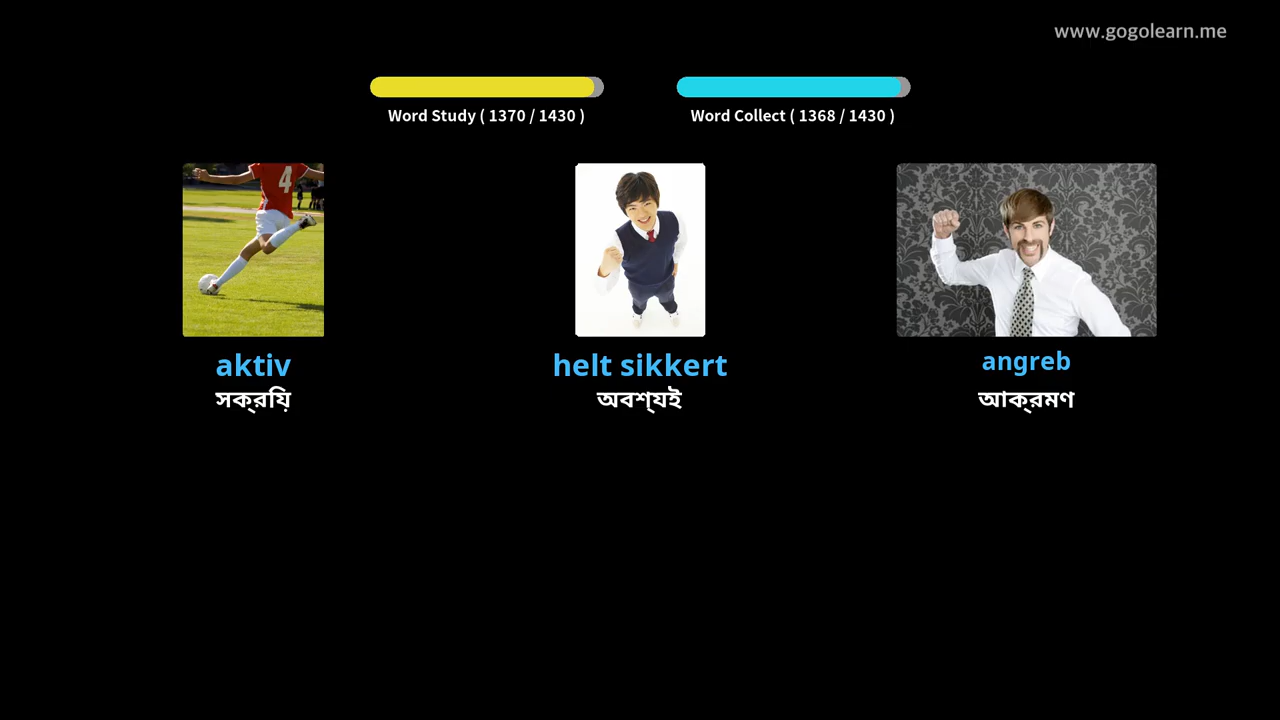 www.gogolearn.me
Word Study ( 1370 / 1430 )
Word Collect ( 1368 / 1430 )
4
aktiv
helt sikkert
angreb
সক্রিয়
অবশ্যই
আক্রমণ